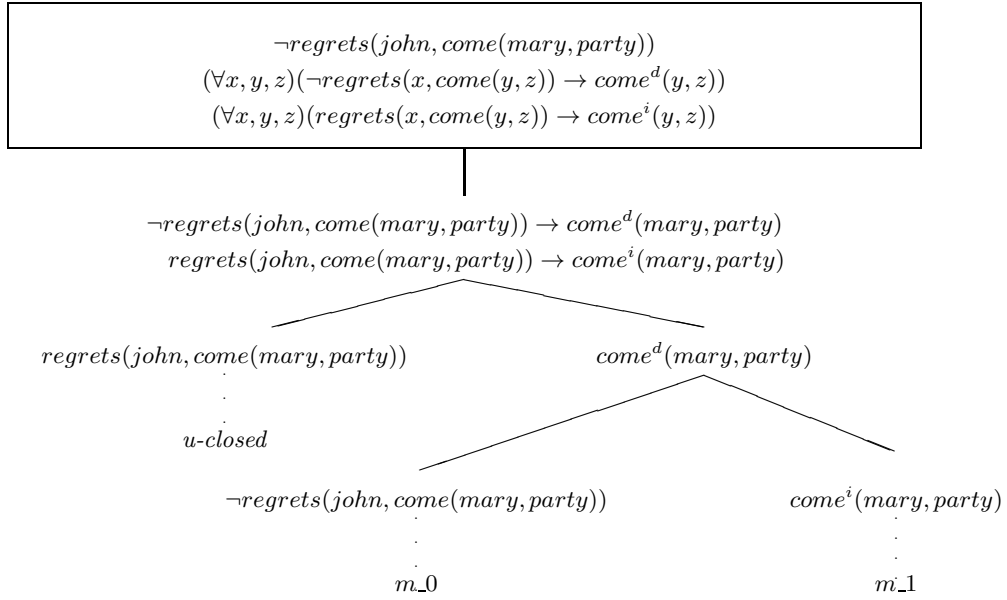 ¬regrets(john, come(mary, party))
(∀x, y, z)(¬regrets(x, come(y, z)) → come^d(y, z))
(∀x, y, z)(regrets(x, come(y, z)) → come^i(y, z))
¬regrets(john, come(mary, party)) → come^d(mary, party)
regrets(john, come(mary, party)) → come^i(mary, party)
regrets(john, come(mary, party)) come^d(mary, party)
u-closed
¬regrets(john, come(mary, party)) come^i(mary, party)
m_0 m_1